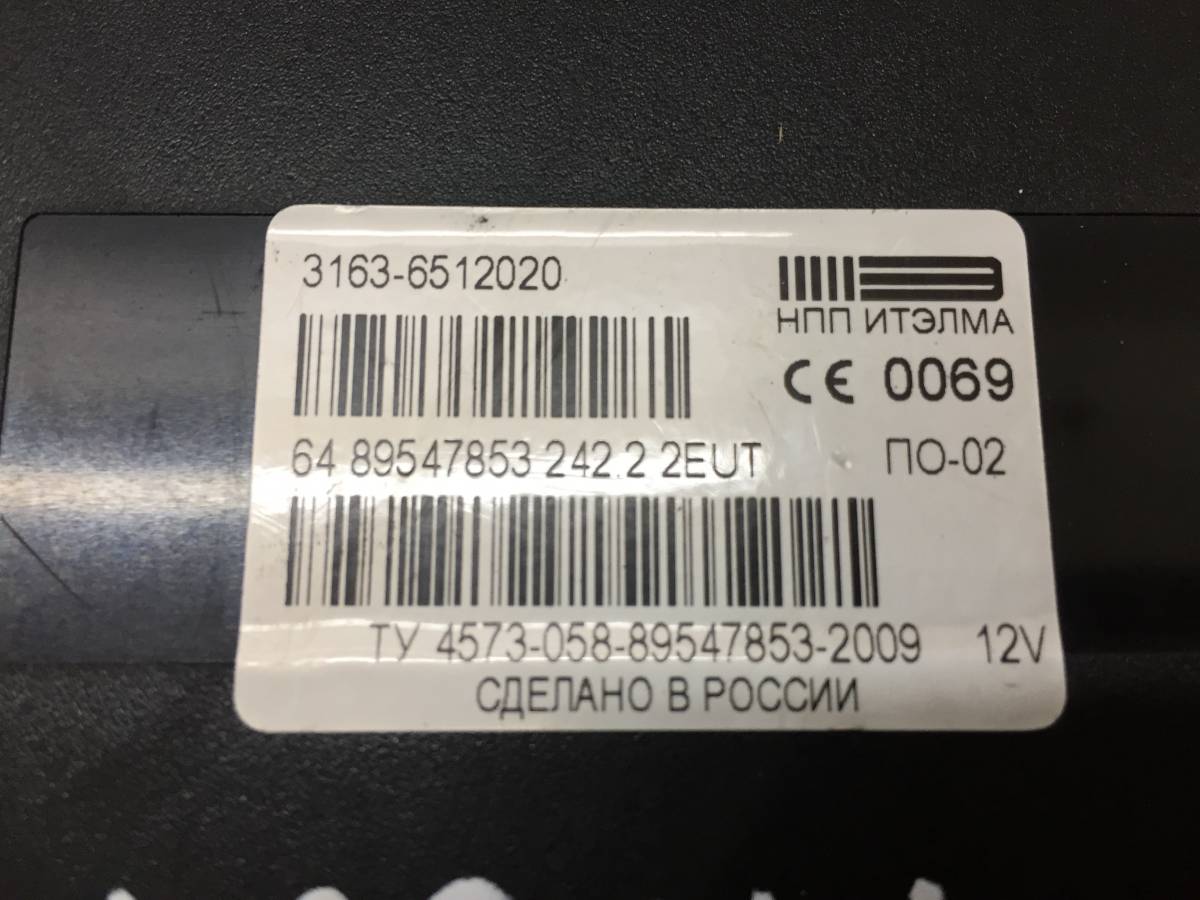 3163-6512020
НПП ИТЭЛМА
CE 0069
64 89547853 242.2 2EUT
ПО-02
ТУ 4573-058-89547853-2009 12V
СДЕЛАНО В РОССИИ